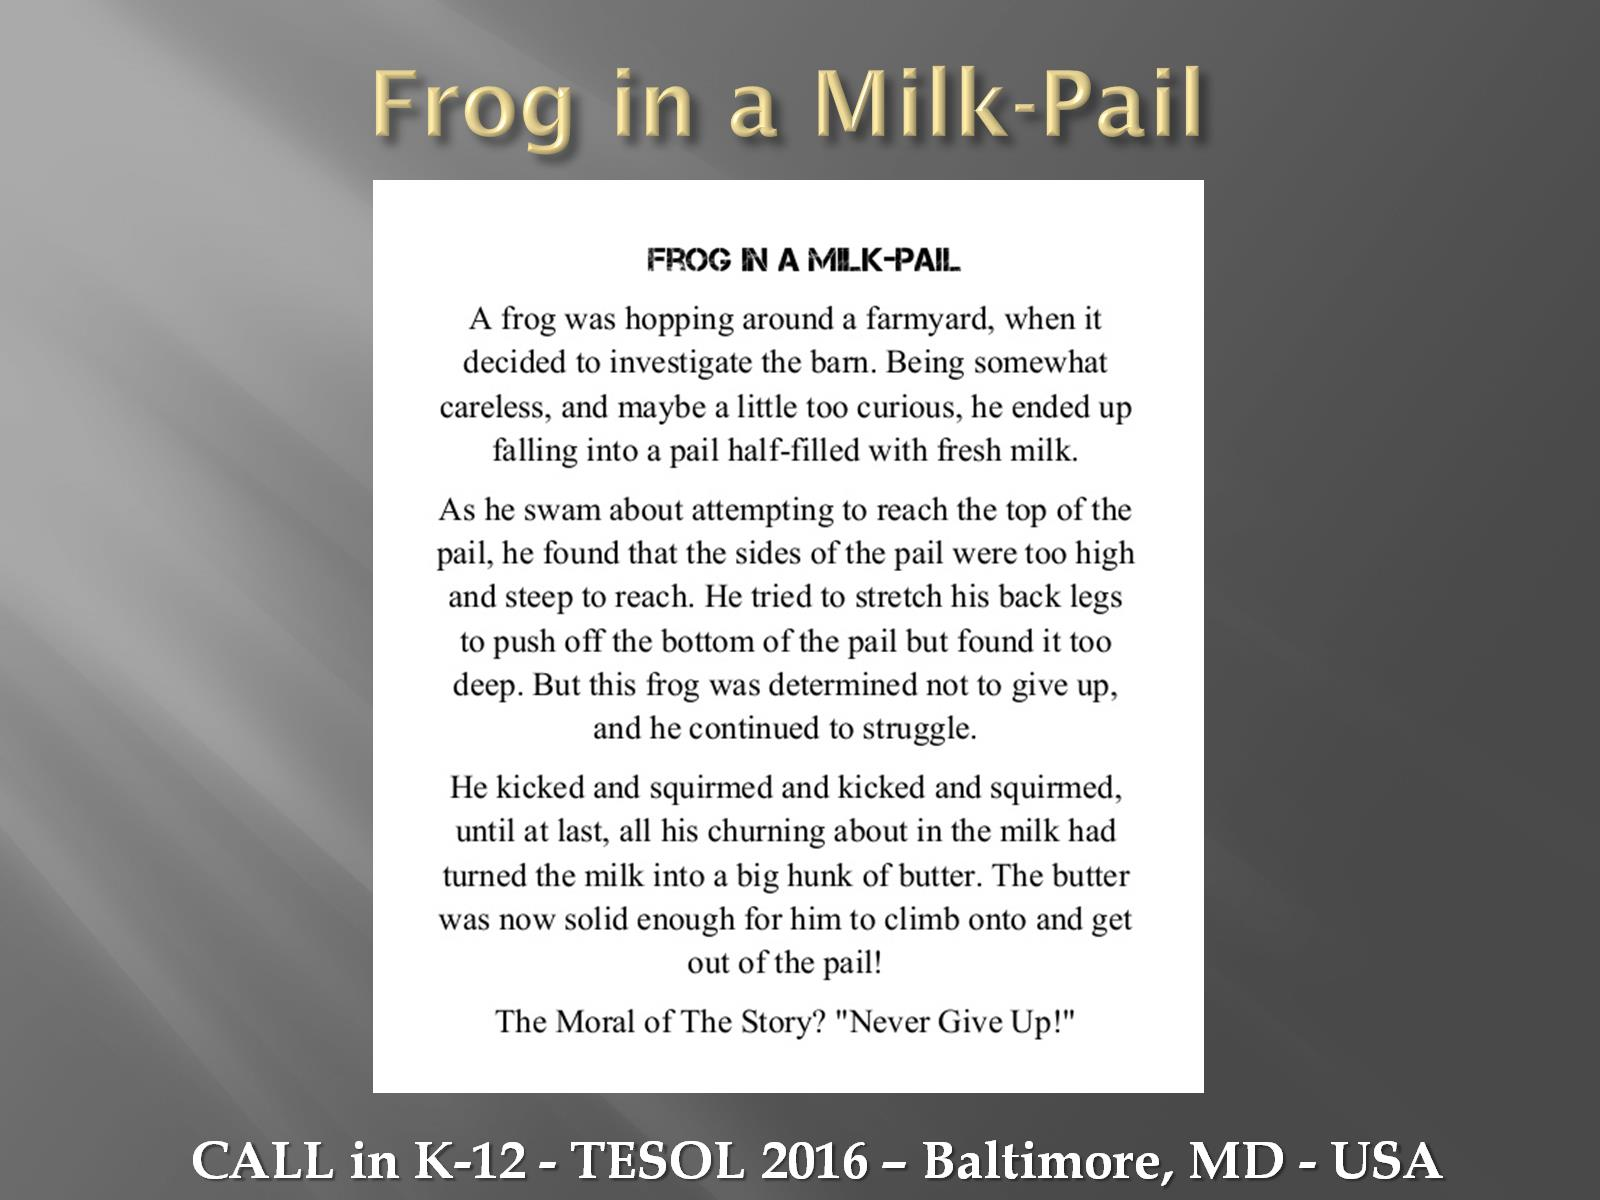 Frog in a Milk-Pail
FROG IN A MILK-PAIL
A frog was hopping around a farmyard, when it
decided to investigate the barn. Being somewhat
careless, and maybe a little too curious, he ended up
falling into a pail half-filled with fresh milk.
As he swam about attempting to reach the top of the
pail, he found that the sides of the pail were too high
and steep to reach. He tried to stretch his back legs
to push off the bottom of the pail but found it too
deep. But this frog was determined not to give up,
and he continued to struggle.
He kicked and squirmed and kicked and squirmed,
until at last, all his churning about in the milk had
turned the milk into a big hunk of butter. The butter
was now solid enough for him to climb onto and get
out of the pail!
The Moral of The Story? "Never Give Up!"
CALL in K-12 - TESOL 2016 – Baltimore, MD - USA